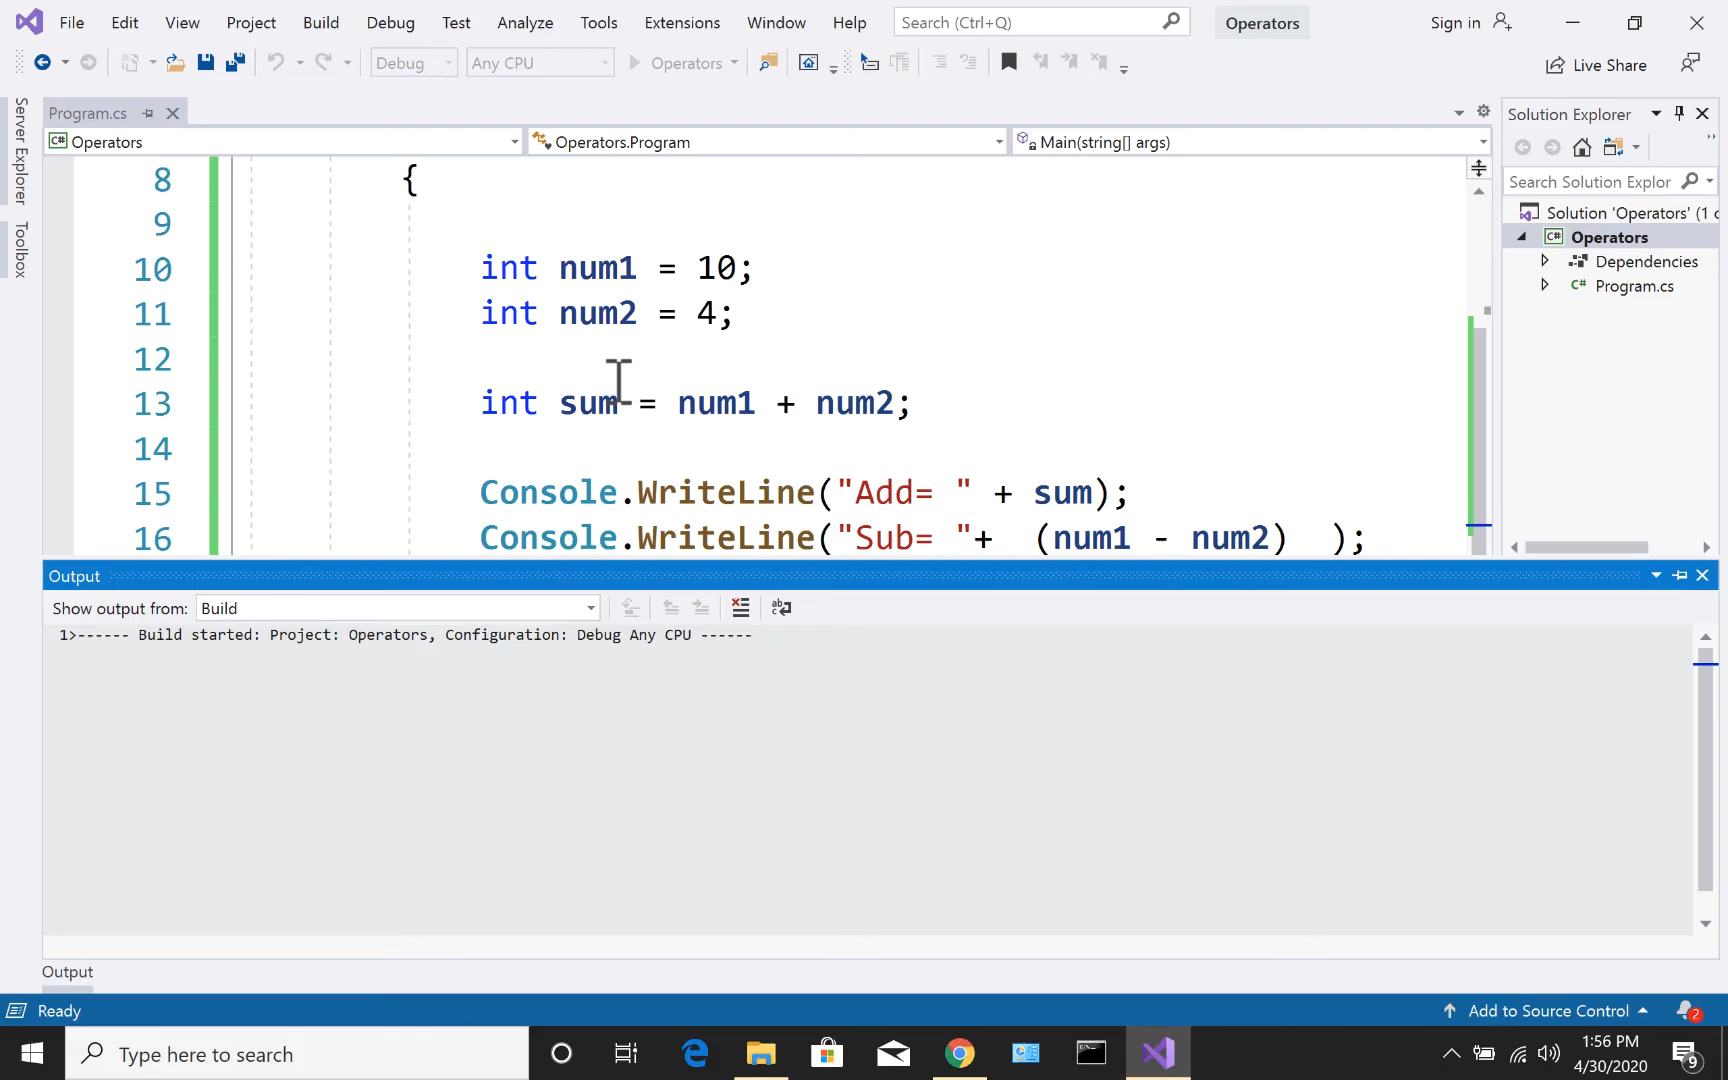 File Edit View Project Build Debug Test Analyze Tools Extensions Window Help Search (Ctrl+Q) Operators Sign in
Debug Any CPU Operators Live Share
Server Explorer
Toolbox
Program.cs
C# Operators Operators.Program Main(string[] args)
8 {
9
10 int num1 = 10;
11 int num2 = 4;
12
13 int sum = num1 + num2;
14
15 Console.WriteLine("Add= " + sum);
16 Console.WriteLine("Sub= "+ (num1 - num2) );
Solution Explorer
Search Solution Explor
Solution 'Operators' (1
C# Operators
Dependencies
C# Program.cs
Output
Show output from: Build
1>------ Build started: Project: Operators, Configuration: Debug Any CPU ------
Output
Ready Add to Source Control 2
Type here to search
1:56 PM
4/30/2020
9